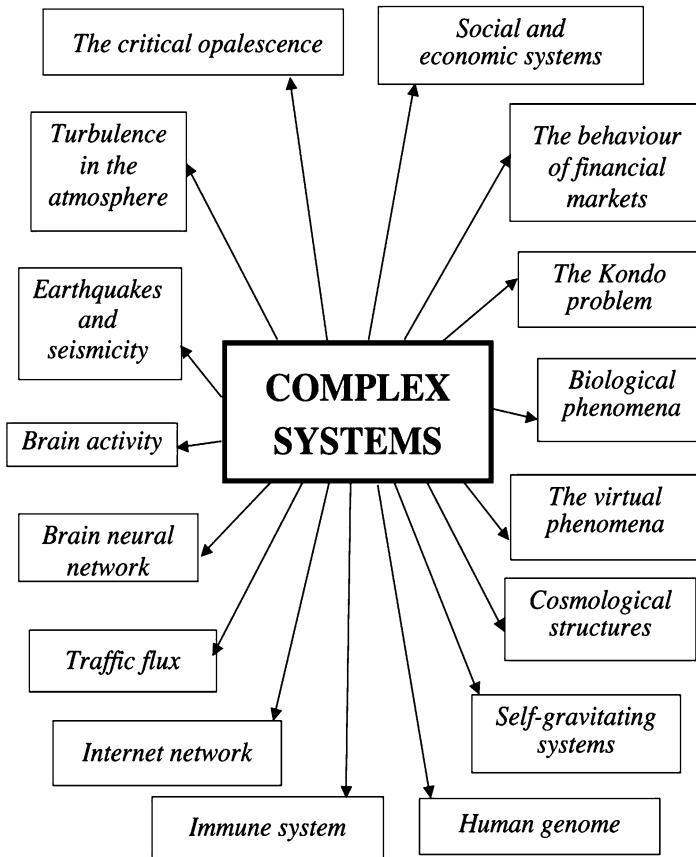 The critical opalescence
Social and
economic systems
Turbulence
in the
atmosphere
The behaviour
of financial
markets
Earthquakes
and
seismicity
The Kondo
problem
COMPLEX
SYSTEMS
Biological
phenomena
Brain activity
The virtual
phenomena
Brain neural
network
Cosmological
structures
Traffic flux
Self-gravitating
systems
Internet network
Immune system
Human genome